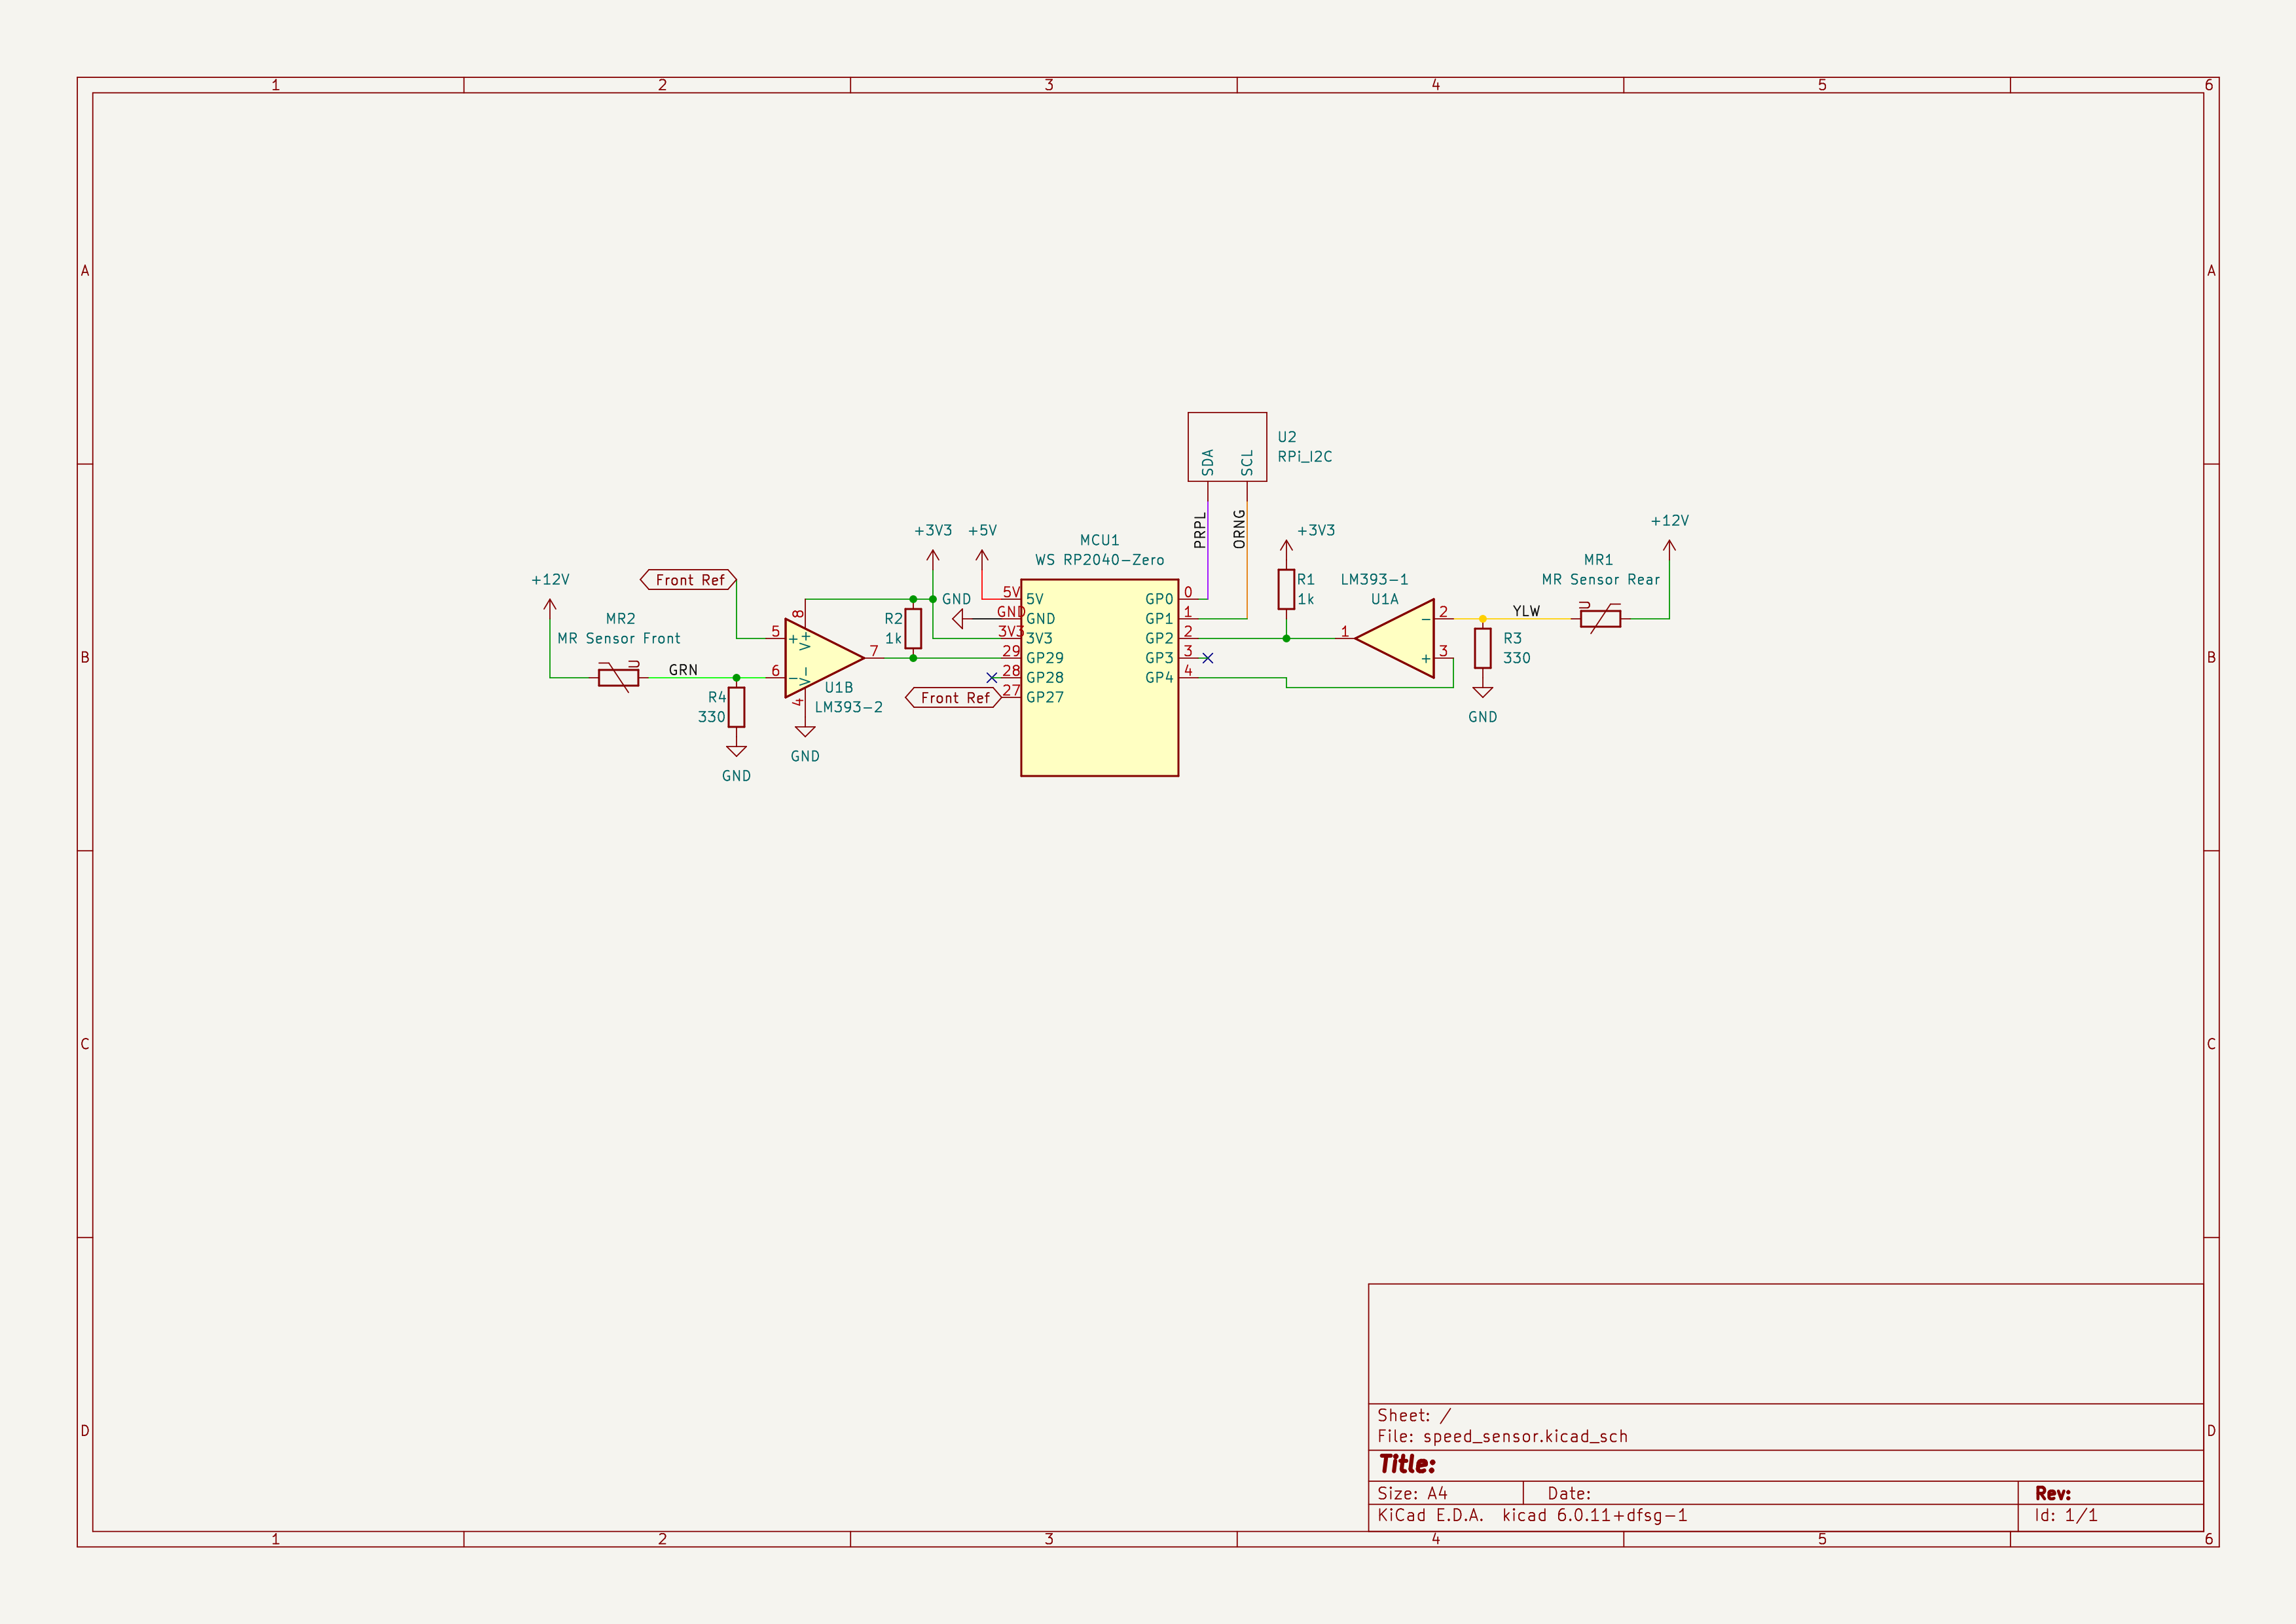 1 2 3 4 5 6
A A
U2
RPi_I2C
SDA SCL
PRPL ORNG
+3V3 +5V
+3V3
+12V
MCU1
WS RP2040-Zero
MR1
MR Sensor Rear
+12V
Front Ref
R1
1k
LM393-1
U1A
MR2
MR Sensor Front
GRN
R4
330
GND
5 + 6 - 7
8 V+
4 V-
U1B
LM393-2
GND
R2
1k
GND
5V 5V
GND GND
3V3 3V3
29 GP29
28 GP28
27 GP27
Front Ref
GP0 0
GP1 1
GP2 2
GP3 3
GP4 4
1
- 2
+ 3
YLW
R3
330
GND
B B
C C
D D
Sheet: /
File: speed_sensor.kicad_sch
Title:
Size: A4 Date: Rev:
KiCad E.D.A. kicad 6.0.11+dfsg-1 Id: 1/1
1 2 3 4 5 6